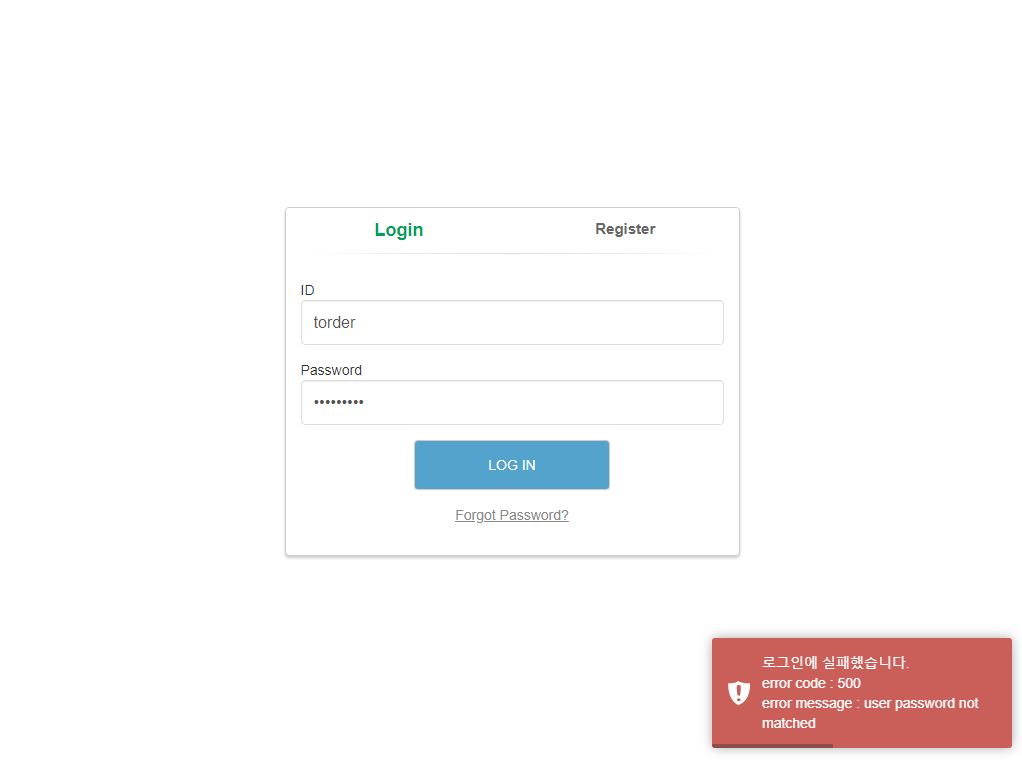 Login
Register
ID
torder
Password
•••••••••
LOG IN
Forgot Password?
로그인에 실패했습니다.
error code : 500
error message : user password not
matched